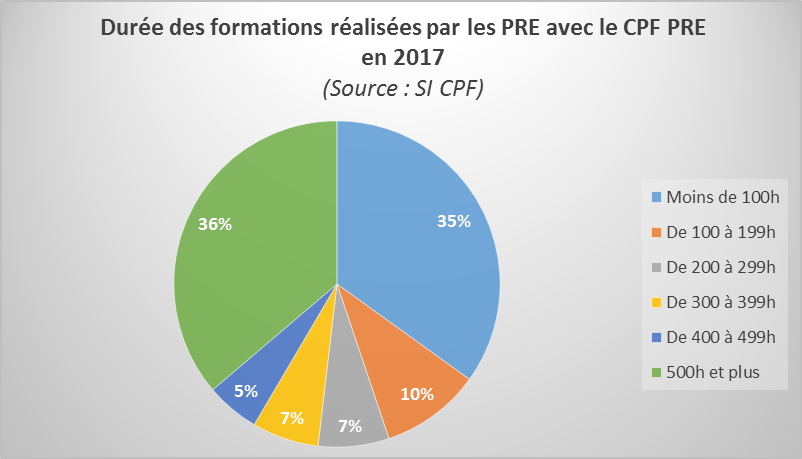 Durée des formations réalisées par les PRE avec le CPF PRE
en 2017
(Source : SI CPF)
36%
35%
5%
7%
7%
10%
Moins de 100h
De 100 à 199h
De 200 à 299h
De 300 à 399h
De 400 à 499h
500h et plus